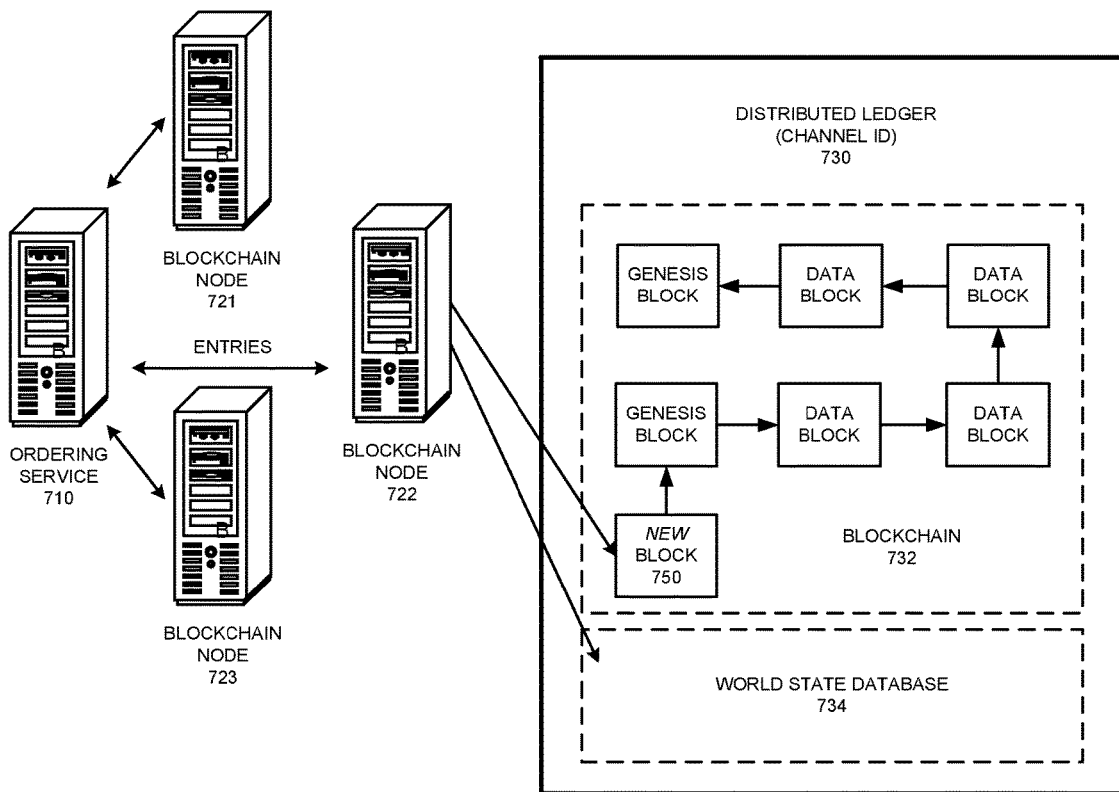 BLOCKCHAIN
NODE
721
ENTRIES
ORDERING
SERVICE
710
BLOCKCHAIN
NODE
722
BLOCKCHAIN
NODE
723
B
B
B
B
DISTRIBUTED LEDGER
(CHANNEL ID)
730
GENESIS
BLOCK
DATA
BLOCK
DATA
BLOCK
GENESIS
BLOCK
DATA
BLOCK
DATA
BLOCK
NEW
BLOCK
750
BLOCKCHAIN
732
WORLD STATE DATABASE
734